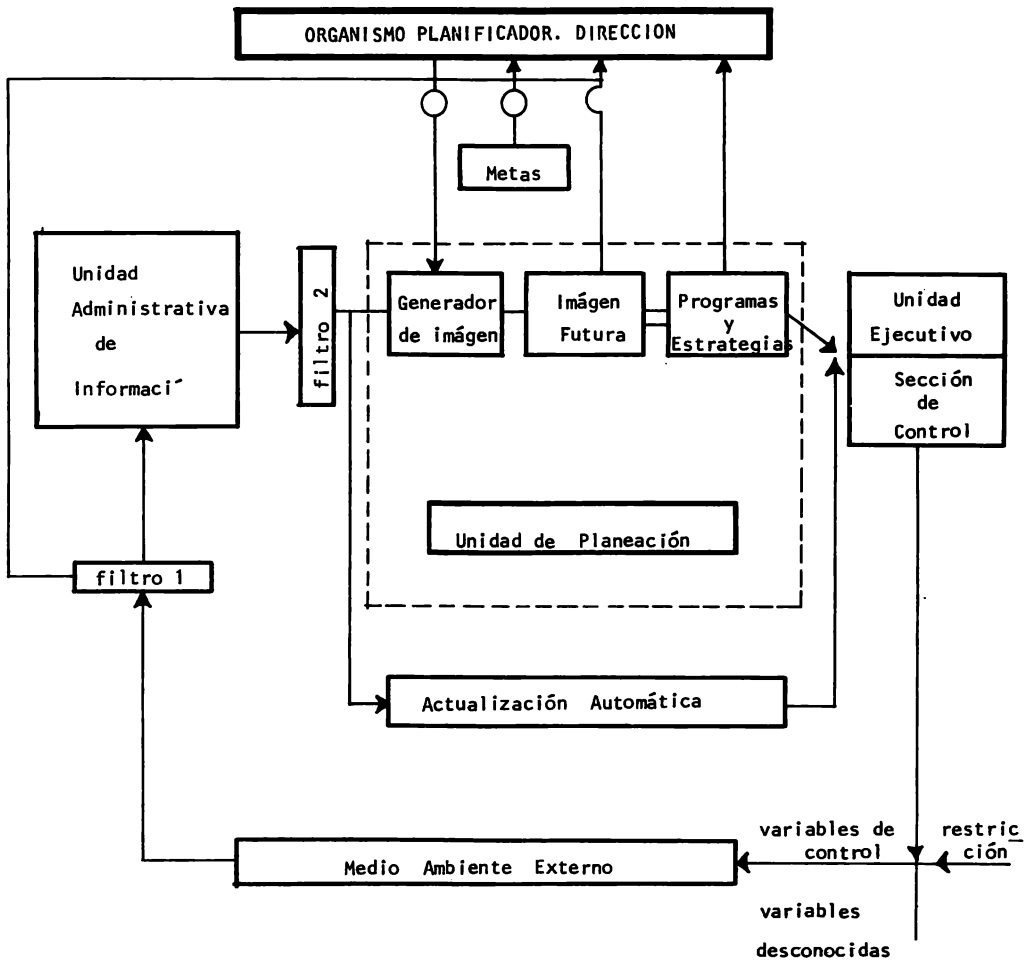 ORGANISMO PLANIFICADOR. DIRECCION
Metas
Unidad
Administrativa
de
Informací
filtro 2
Generador
de imágen
Imágen
Futura
Programas
y
Estrategias
Unidad
Ejecutivo
Sección
de
Control
Unidad de Planeación
filtro 1
Actualización Automática
variables de
control
restric
ción
Medio Ambiente Externo
variables
desconocidas